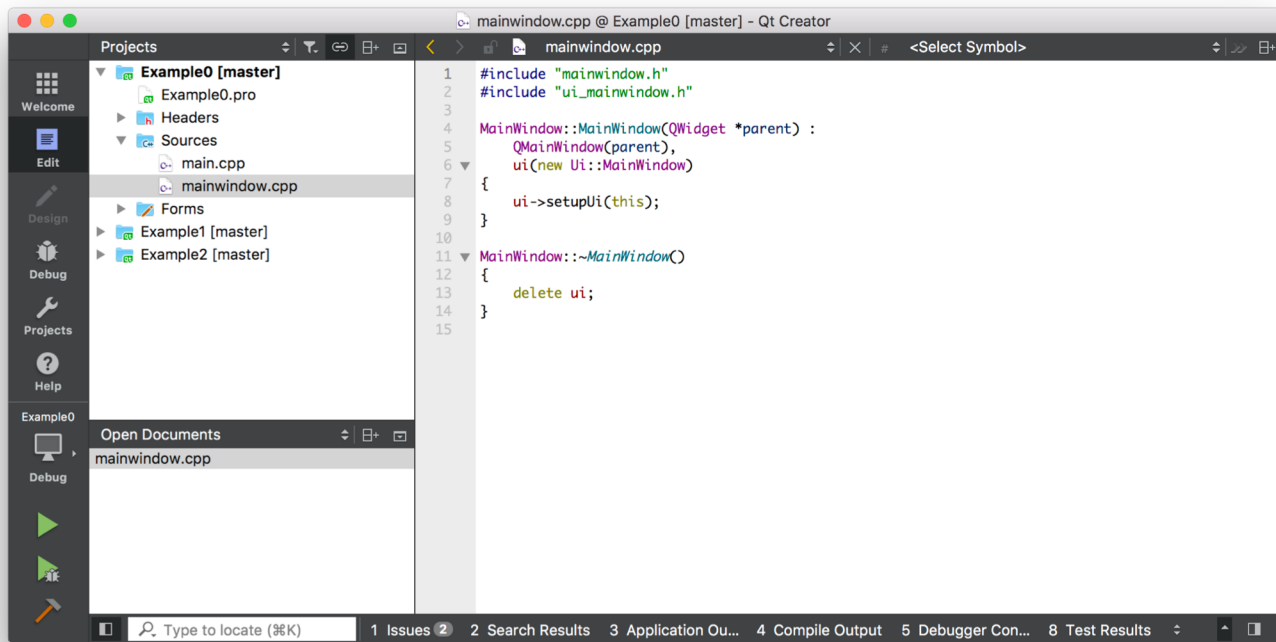 mainwindow.cpp @ Example0 [master] - Qt Creator
Projects
mainwindow.cpp
# <Select Symbol>
Welcome
Edit
Design
Debug
Projects
Help
Example0
Debug
Example0 [master]
Example0.pro
Headers
Sources
main.cpp
mainwindow.cpp
Forms
Example1 [master]
Example2 [master]
Open Documents
mainwindow.cpp
1 #include "mainwindow.h"
2 #include "ui_mainwindow.h"
3
4 MainWindow::MainWindow(QWidget *parent) :
5 QMainWindow(parent),
6 ui(new Ui::MainWindow)
7 {
8 ui->setupUi(this);
9 }
10
11 MainWindow::~MainWindow()
12 {
13 delete ui;
14 }
15
Type to locate (⌘K)
1 Issues 2
2 Search Results
3 Application Ou...
4 Compile Output
5 Debugger Con...
8 Test Results